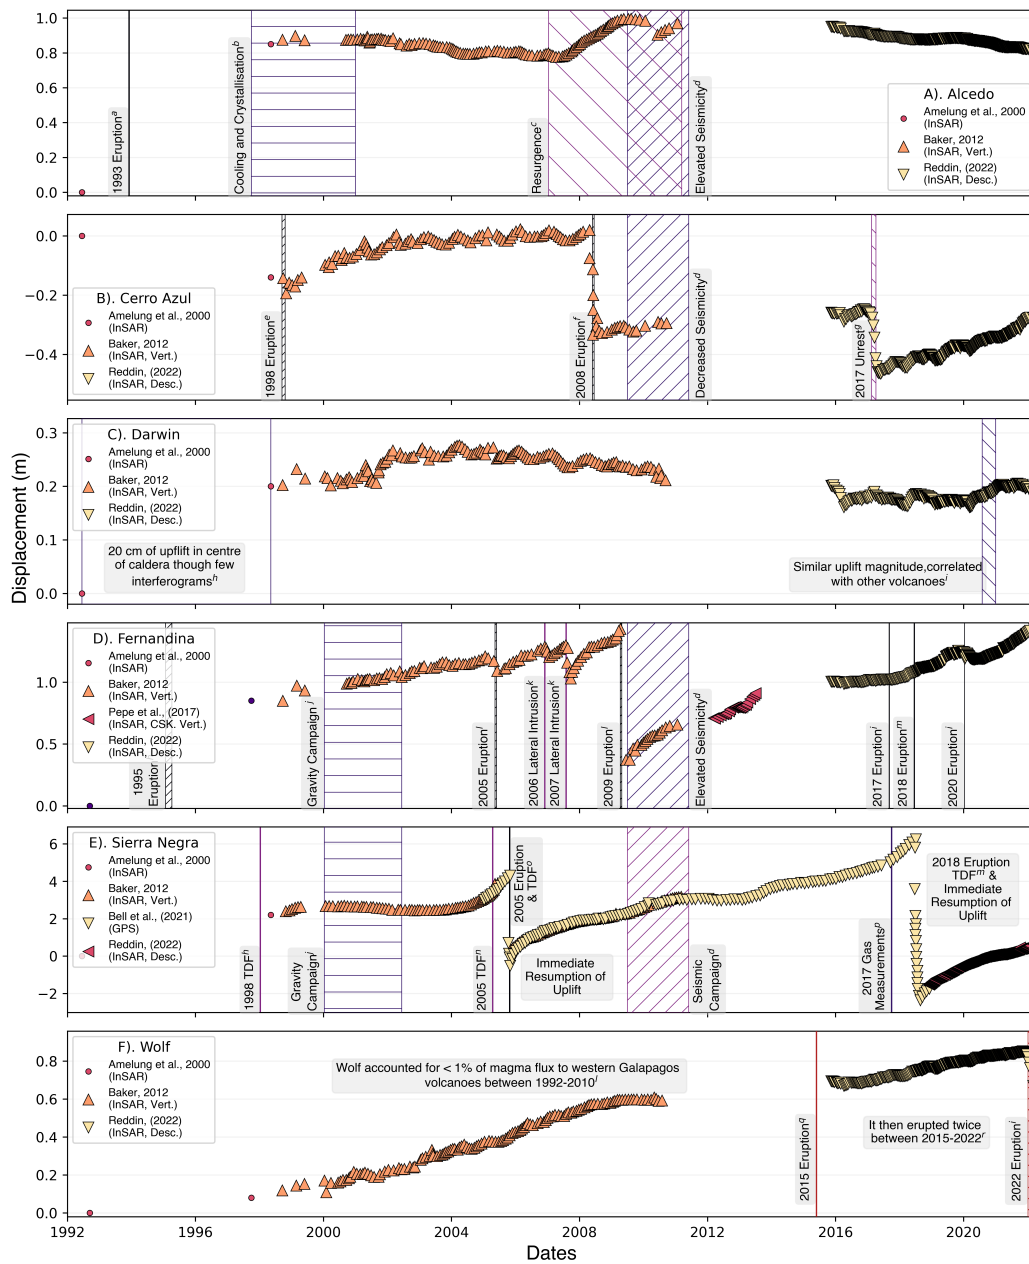 1.0
0.8
0.6
0.4
0.2
0.0
1993 Eruption^a
Cooling and Crystallisation^b
Resurgence^c
Elevated Seismicity^d
A). Alcedo
Amelung et al., 2000
(InSAR)
Baker, 2012
(InSAR, Vert.)
Reddin, (2022)
(InSAR, Desc.)
0.0
−0.2
−0.4
B). Cerro Azul
Amelung et al., 2000
(InSAR)
Baker, 2012
(InSAR, Vert.)
Reddin, (2022)
(InSAR, Desc.)
1998 Eruption^e
2008 Eruption^f
Decreased Seismicity^d
2017 Unrest^g
Displacement (m)
0.3
0.2
0.1
0.0
C). Darwin
Amelung et al., 2000
(InSAR)
Baker, 2012
(InSAR, Vert.)
Reddin, (2022)
(InSAR, Desc.)
20 cm of upflift in centre
of caldera though few
interferograms^h
Similar uplift magnitude,correlated
with other volcanoes^i
1.0
0.5
0.0
D). Fernandina
Amelung et al., 2000
(InSAR)
Baker, 2012
(InSAR, Vert.)
Pepe et al., (2017)
(InSAR, CSK. Vert.)
Reddin, (2022)
(InSAR, Desc.)
1995
Eruption
Gravity Campaign^j
2005 Eruption^l
2006 Lateral Intrusion^k
2007 Lateral Intrusion^k
2009 Eruption^l
Elevated Seismicity^d
2017 Eruption^i
2018 Eruption^m
2020 Eruption^i
6
4
2
0
−2
E). Sierra Negra
Amelung et al., 2000
(InSAR)
Baker, 2012
(InSAR, Vert.)
Bell et al., (2021)
(GPS)
Reddin, (2022)
(InSAR, Desc.)
1998 TDF^h
Gravity
Campaign^j
2005 TDF^n
2005 Eruption
& TDF^o
Immediate
Resumption of
Uplift
Seismic
Campaign^d
2017 Gas
Measurements^p
2018 Eruption
TDF^m &
Immediate
Resumption of
Uplift
0.8
0.6
0.4
0.2
0.0
F). Wolf
Amelung et al., 2000
(InSAR)
Baker, 2012
(InSAR, Vert.)
Reddin, (2022)
(InSAR, Desc.)
Wolf accounted for < 1% of magma flux to western Galapagos
volcanoes between 1992-2010^l
2015 Eruption^q
It then erupted twice
between 2015-2022^r
2022 Eruption^i
1992 1996 2000 2004 2008 2012 2016 2020
Dates